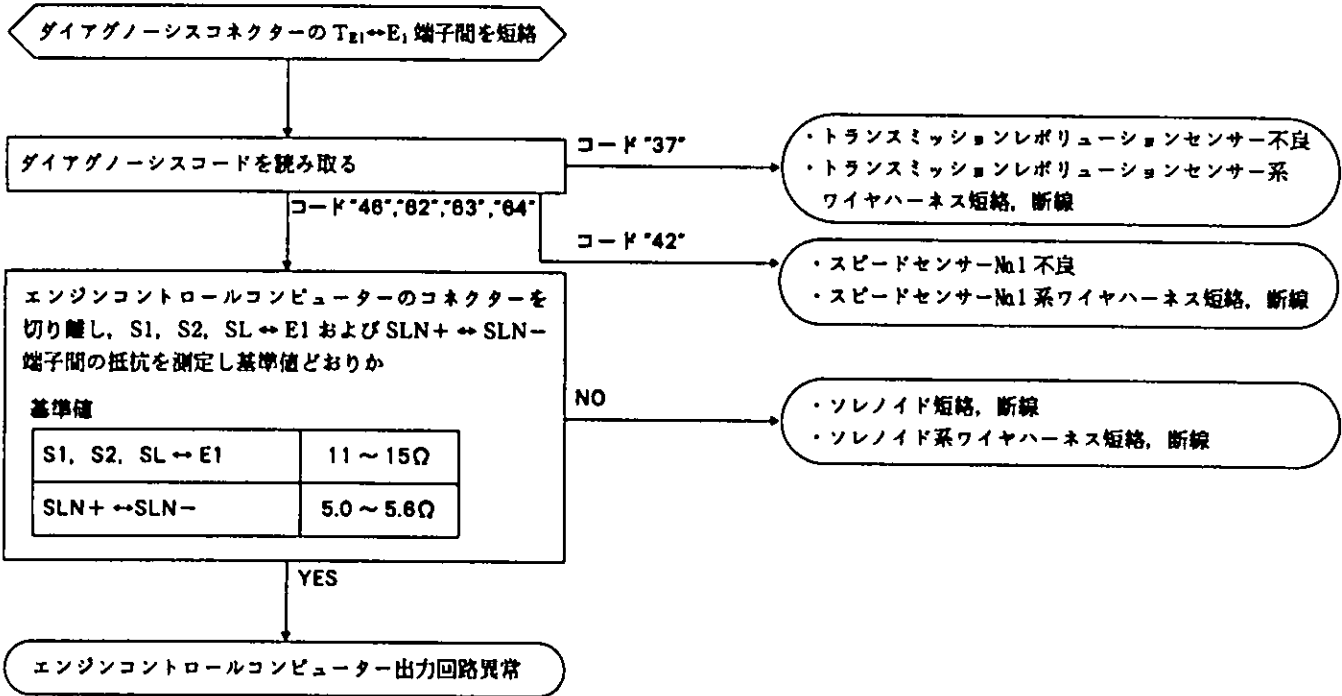 ダイアグノーシスコネクターの TE1↔E1 端子間を短絡
ダイアグノーシスコードを読み取る
コード"37"
・トランスミッションレボリューションセンサー不良
・トランスミッションレボリューションセンサー系
ワイヤハーネス短絡，断線
コード"46","62","63","64"
コード"42"
・スピードセンサー№1 不良
・スピードセンサー№1 系ワイヤハーネス短絡，断線
エンジンコントロールコンピューターのコネクターを
切り離し，S1，S2，SL ↔ E1 および SLN+ ↔ SLN−
端子間の抵抗を測定し基準値どおりか
基準値
S1，S2，SL ↔ E1 11 ～ 15Ω
SLN+ ↔SLN− 5.0 ～ 5.6Ω
NO
・ソレノイド短絡，断線
・ソレノイド系ワイヤハーネス短絡，断線
YES
エンジンコントロールコンピューター出力回路異常